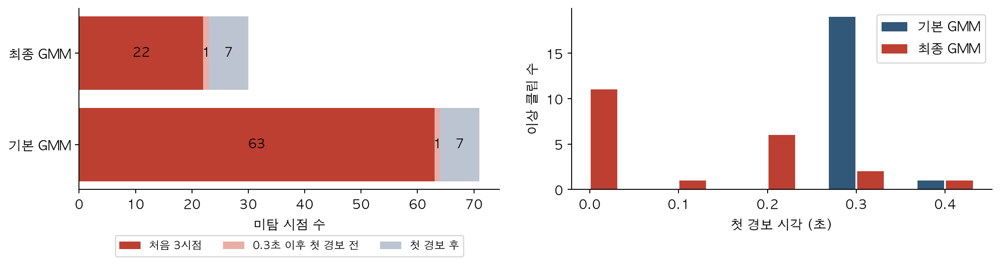 최종 GMM
22
1
7
기본 GMM
63
1
7
0 10 20 30 40 50 60 70
미탐 시점 수
처음 3시점 0.3초 이후 첫 경보 전 첫 경보 후
기본 GMM
최종 GMM
이상 클립 수
15
10
5
0
0.0 0.1 0.2 0.3 0.4
첫 경보 시각 (초)